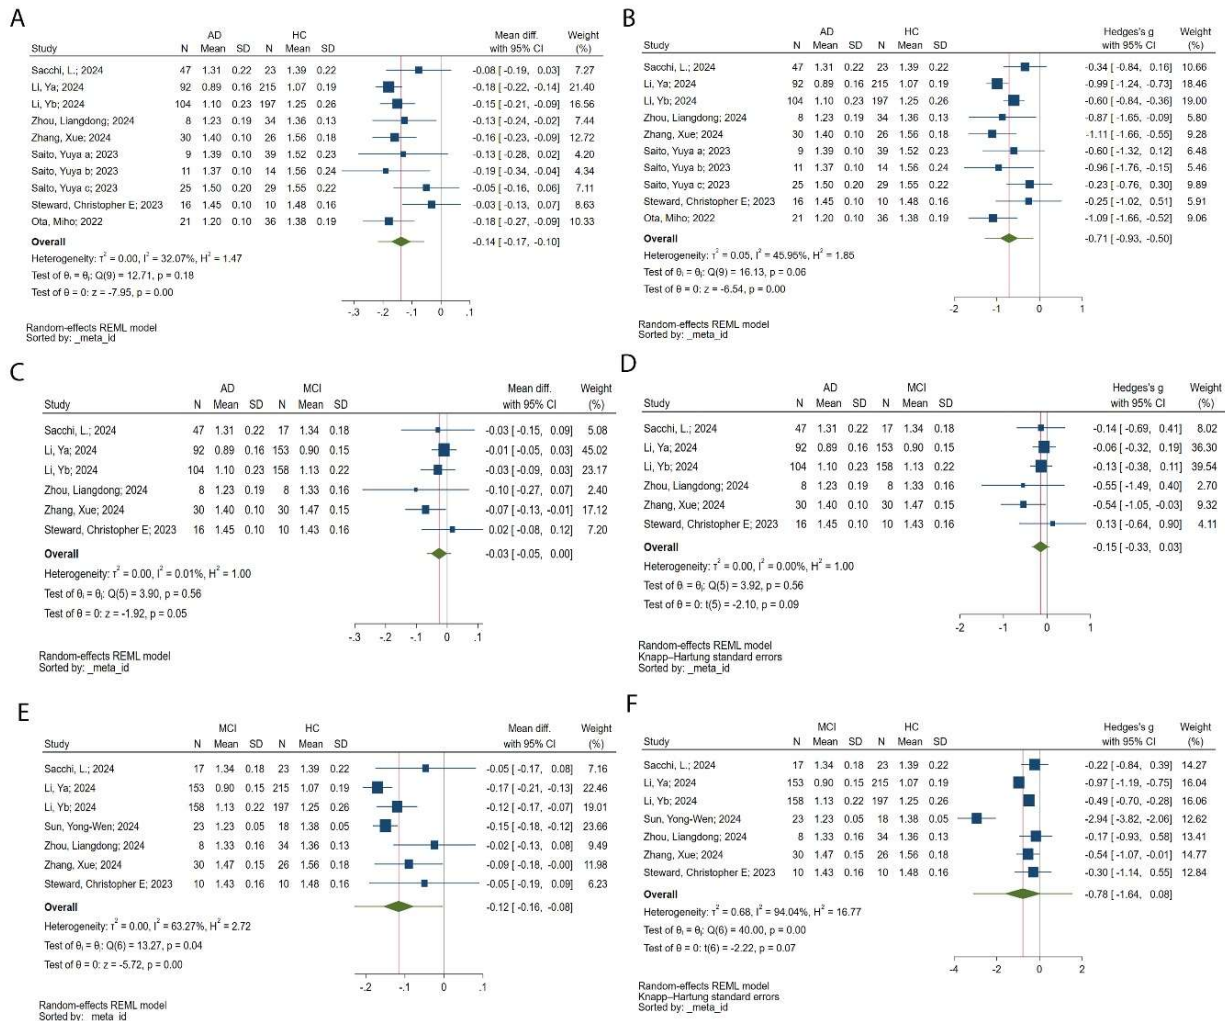 A
AD HC Mean diff. Weight
Study N Mean SD N Mean SD with 95% CI (%)
Sacchi, L.; 2024 47 1.31 0.22 23 1.39 0.22 -0.08 [ -0.19, 0.03] 7.27
Li, Ya; 2024 92 0.89 0.16 215 1.07 0.19 -0.18 [ -0.22, -0.14] 21.40
Li, Yb; 2024 104 1.10 0.23 197 1.25 0.26 -0.15 [ -0.21, -0.09] 16.56
Zhou, Liangdong; 2024 8 1.23 0.19 34 1.36 0.13 -0.13 [ -0.24, -0.02] 7.44
Zhang, Xue; 2024 30 1.40 0.10 26 1.56 0.18 -0.16 [ -0.23, -0.09] 12.72
Saito, Yuya a; 2023 9 1.39 0.10 39 1.52 0.23 -0.13 [ -0.28, 0.02] 4.20
Saito, Yuya b; 2023 11 1.37 0.10 14 1.56 0.24 -0.19 [ -0.34, -0.04] 4.34
Saito, Yuya c; 2023 25 1.50 0.20 29 1.55 0.22 -0.05 [ -0.16, 0.06] 7.11
Steward, Christopher E; 2023 16 1.45 0.10 10 1.48 0.16 -0.03 [ -0.13, 0.07] 8.63
Ota, Miho; 2022 21 1.20 0.10 36 1.38 0.19 -0.18 [ -0.27, -0.09] 10.33
Overall -0.14 [ -0.17, -0.10]
Heterogeneity: τ² = 0.00, I² = 32.07%, H² = 1.47
Test of θᵢ = θⱼ: Q(9) = 12.71, p = 0.18
Test of θ = 0: z = -7.95, p = 0.00
-.3 -.2 -.1 0 .1
Random-effects REML model
Sorted by: _meta_id
B
AD HC Hedges's g Weight
Study N Mean SD N Mean SD with 95% CI (%)
Sacchi, L.; 2024 47 1.31 0.22 23 1.39 0.22 -0.34 [ -0.84, 0.16] 10.66
Li, Ya; 2024 92 0.89 0.16 215 1.07 0.19 -0.99 [ -1.24, -0.73] 18.46
Li, Yb; 2024 104 1.10 0.23 197 1.25 0.26 -0.60 [ -0.84, -0.36] 19.00
Zhou, Liangdong; 2024 8 1.23 0.19 34 1.36 0.13 -0.87 [ -1.65, -0.09] 5.80
Zhang, Xue; 2024 30 1.40 0.10 26 1.56 0.18 -1.11 [ -1.66, -0.55] 9.28
Saito, Yuya a; 2023 9 1.39 0.10 39 1.52 0.23 -0.60 [ -1.32, 0.12] 6.48
Saito, Yuya b; 2023 11 1.37 0.10 14 1.56 0.24 -0.96 [ -1.76, -0.15] 5.46
Saito, Yuya c; 2023 25 1.50 0.20 29 1.55 0.22 -0.23 [ -0.76, 0.30] 9.89
Steward, Christopher E; 2023 16 1.45 0.10 10 1.48 0.16 -0.25 [ -1.02, 0.51] 5.91
Ota, Miho; 2022 21 1.20 0.10 36 1.38 0.19 -1.09 [ -1.66, -0.52] 9.06
Overall -0.71 [ -0.93, -0.50]
Heterogeneity: τ² = 0.05, I² = 45.95%, H² = 1.85
Test of θᵢ = θⱼ: Q(9) = 16.13, p = 0.06
Test of θ = 0: z = -6.54, p = 0.00
-2 -1 0 1
Random-effects REML model
Sorted by: _meta_id
C
AD MCI Mean diff. Weight
Study N Mean SD N Mean SD with 95% CI (%)
Sacchi, L.; 2024 47 1.31 0.22 17 1.34 0.18 -0.03 [ -0.15, 0.09] 5.08
Li, Ya; 2024 92 0.89 0.16 153 0.90 0.15 -0.01 [ -0.05, 0.03] 45.02
Li, Yb; 2024 104 1.10 0.23 158 1.13 0.22 -0.03 [ -0.09, 0.03] 23.17
Zhou, Liangdong; 2024 8 1.23 0.19 8 1.33 0.16 -0.10 [ -0.27, 0.07] 2.40
Zhang, Xue; 2024 30 1.40 0.10 30 1.47 0.15 -0.07 [ -0.13, -0.01] 17.12
Steward, Christopher E; 2023 16 1.45 0.10 10 1.43 0.16 0.02 [ -0.08, 0.12] 7.20
Overall -0.03 [ -0.05, 0.00]
Heterogeneity: τ² = 0.00, I² = 0.01%, H² = 1.00
Test of θᵢ = θⱼ: Q(5) = 3.90, p = 0.56
Test of θ = 0: z = -1.92, p = 0.05
-.3 -.2 -.1 0 .1
Random-effects REML model
Sorted by: _meta_id
D
AD MCI Hedges's g Weight
Study N Mean SD N Mean SD with 95% CI (%)
Sacchi, L.; 2024 47 1.31 0.22 17 1.34 0.18 -0.14 [ -0.69, 0.41] 8.02
Li, Ya; 2024 92 0.89 0.16 153 0.90 0.15 -0.06 [ -0.32, 0.19] 36.30
Li, Yb; 2024 104 1.10 0.23 158 1.13 0.22 -0.13 [ -0.38, 0.11] 39.54
Zhou, Liangdong; 2024 8 1.23 0.19 8 1.33 0.16 -0.55 [ -1.49, 0.40] 2.70
Zhang, Xue; 2024 30 1.40 0.10 30 1.47 0.15 -0.54 [ -1.05, -0.03] 9.32
Steward, Christopher E; 2023 16 1.45 0.10 10 1.43 0.16 0.13 [ -0.64, 0.90] 4.11
Overall -0.15 [ -0.33, 0.03]
Heterogeneity: τ² = 0.00, I² = 0.00%, H² = 1.00
Test of θᵢ = θⱼ: Q(5) = 3.92, p = 0.56
Test of θ = 0: t(5) = -2.10, p = 0.09
-2 -1 0 1
Random-effects REML model
Knapp–Hartung standard errors
Sorted by: _meta_id
E
MCI HC Mean diff. Weight
Study N Mean SD N Mean SD with 95% CI (%)
Sacchi, L.; 2024 17 1.34 0.18 23 1.39 0.22 -0.05 [ -0.17, 0.08] 7.16
Li, Ya; 2024 153 0.90 0.15 215 1.07 0.19 -0.17 [ -0.21, -0.13] 22.46
Li, Yb; 2024 158 1.13 0.22 197 1.25 0.26 -0.12 [ -0.17, -0.07] 19.01
Sun, Yong-Wen; 2024 23 1.23 0.05 18 1.38 0.05 -0.15 [ -0.18, -0.12] 23.66
Zhou, Liangdong; 2024 8 1.33 0.16 34 1.36 0.13 -0.02 [ -0.13, 0.08] 9.49
Zhang, Xue; 2024 30 1.47 0.15 26 1.56 0.18 -0.09 [ -0.18, -0.00] 11.98
Steward, Christopher E; 2023 10 1.43 0.16 10 1.48 0.16 -0.05 [ -0.19, 0.09] 6.23
Overall -0.12 [ -0.16, -0.08]
Heterogeneity: τ² = 0.00, I² = 63.27%, H² = 2.72
Test of θᵢ = θⱼ: Q(6) = 13.27, p = 0.04
Test of θ = 0: z = -5.72, p = 0.00
-0.2 -.1 0 0.1
Random-effects REML model
Sorted by: _meta_id
F
MCI HC Hedges's g Weight
Study N Mean SD N Mean SD with 95% CI (%)
Sacchi, L.; 2024 17 1.34 0.18 23 1.39 0.22 -0.22 [ -0.84, 0.39] 14.27
Li, Ya; 2024 153 0.90 0.15 215 1.07 0.19 -0.97 [ -1.19, -0.75] 16.04
Li, Yb; 2024 158 1.13 0.22 197 1.25 0.26 -0.49 [ -0.70, -0.28] 16.06
Sun, Yong-Wen; 2024 23 1.23 0.05 18 1.38 0.05 -2.94 [ -3.82, -2.06] 12.62
Zhou, Liangdong; 2024 8 1.33 0.16 34 1.36 0.13 -0.17 [ -0.93, 0.58] 13.41
Zhang, Xue; 2024 30 1.47 0.15 26 1.56 0.18 -0.54 [ -1.07, -0.01] 14.77
Steward, Christopher E; 2023 10 1.43 0.16 10 1.48 0.16 -0.30 [ -1.14, 0.55] 12.84
Overall -0.78 [ -1.64, 0.08]
Heterogeneity: τ² = 0.68, I² = 94.04%, H² = 16.77
Test of θᵢ = θⱼ: Q(6) = 40.00, p = 0.00
Test of θ = 0: t(6) = -2.22, p = 0.07
-4 -2 0 2
Random-effects REML model
Knapp–Hartung standard errors
Sorted by: _meta_id